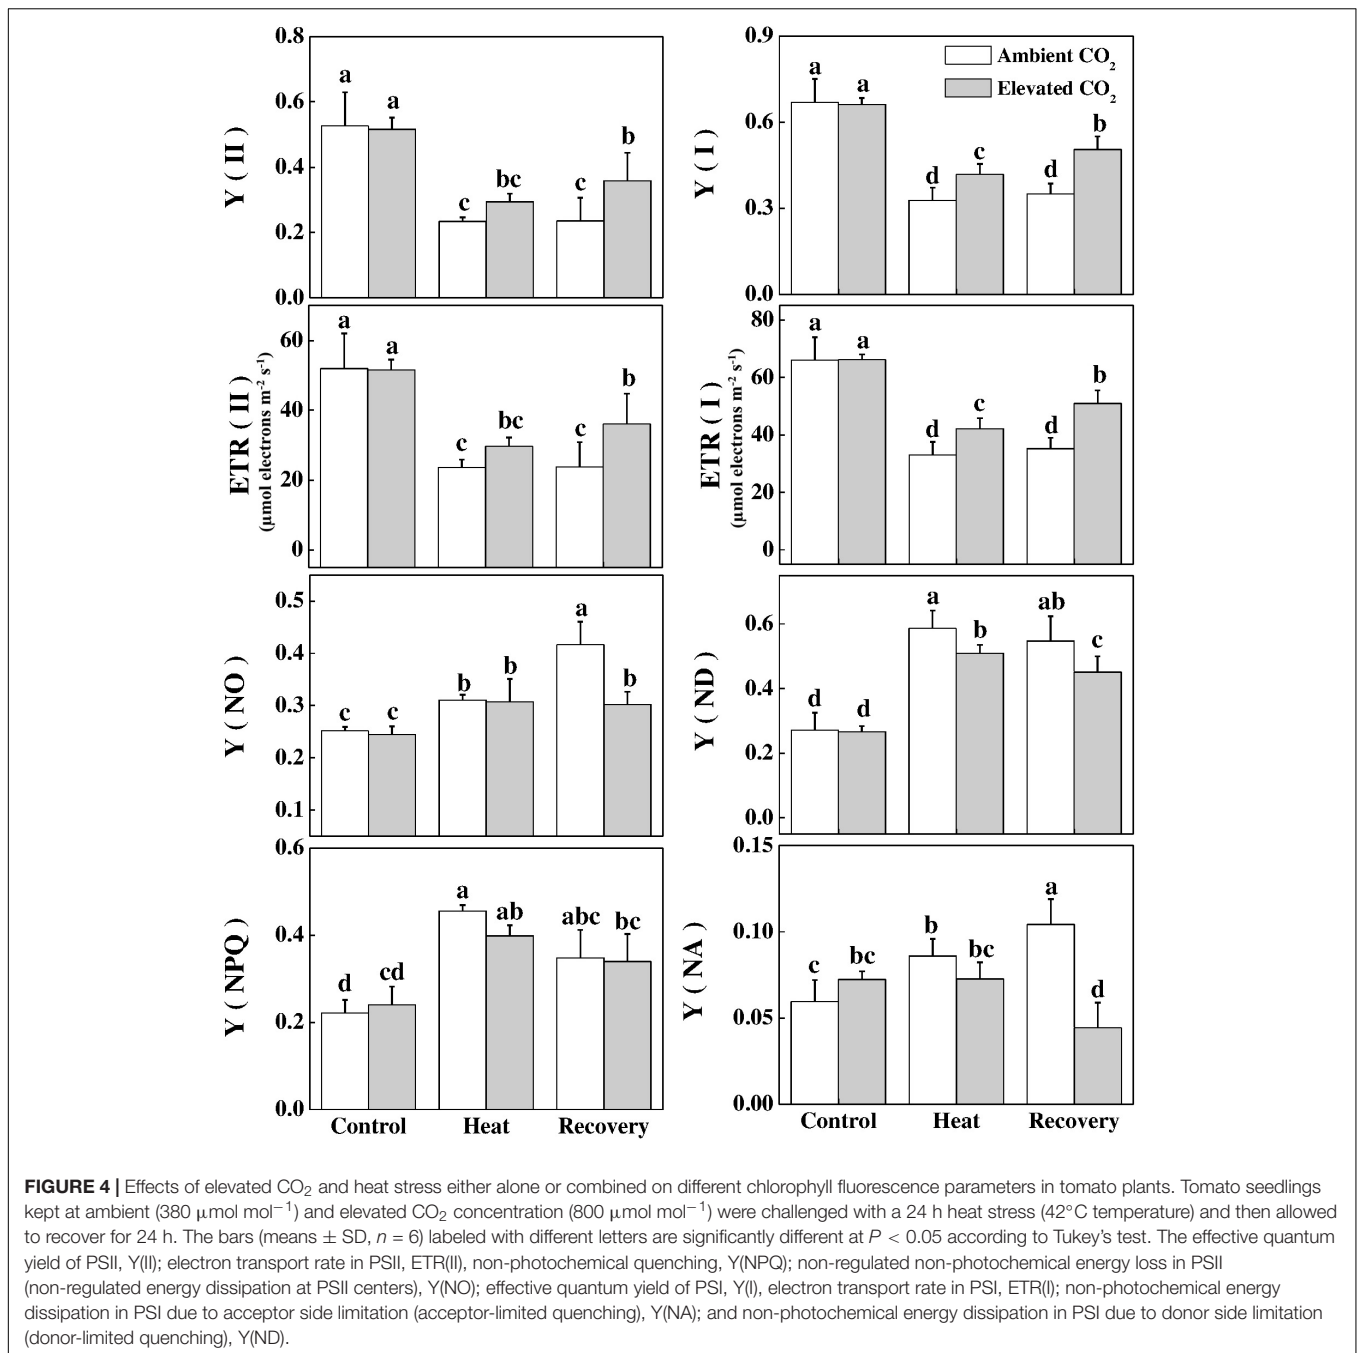 0.8
0.6
0.4
0.2
0.0
Y ( II )
a
a
c
bc
c
b
0.9
0.6
0.3
0.0
Y ( I )
Ambient CO2
Elevated CO2
a
a
d
c
d
b
60
40
20
0
ETR ( II )
(µmol electrons m-2 s-1)
a
a
c
bc
c
b
80
60
40
20
0
ETR ( I )
(µmol electrons m-2 s-1)
a
a
d
c
d
b
0.5
0.4
0.3
0.2
0.1
Y ( NO )
c
c
b
b
a
b
0.6
0.4
0.2
0.0
Y ( ND )
d
d
a
b
ab
c
0.6
0.4
0.2
0.0
Y ( NPQ )
d
cd
a
ab
abc
bc
Control Heat Recovery
0.15
0.10
0.05
0.00
Y ( NA )
c
bc
b
bc
a
d
Control Heat Recovery
FIGURE 4 | Effects of elevated CO2 and heat stress either alone or combined on different chlorophyll fluorescence parameters in tomato plants. Tomato seedlings
kept at ambient (380 µmol mol−1) and elevated CO2 concentration (800 µmol mol−1) were challenged with a 24 h heat stress (42°C temperature) and then allowed
to recover for 24 h. The bars (means ± SD, n = 6) labeled with different letters are significantly different at P < 0.05 according to Tukey's test. The effective quantum
yield of PSII, Y(II); electron transport rate in PSII, ETR(II), non-photochemical quenching, Y(NPQ); non-regulated non-photochemical energy loss in PSII
(non-regulated energy dissipation at PSII centers), Y(NO); effective quantum yield of PSI, Y(I), electron transport rate in PSI, ETR(I); non-photochemical energy
dissipation in PSI due to acceptor side limitation (acceptor-limited quenching), Y(NA); and non-photochemical energy dissipation in PSI due to donor side limitation
(donor-limited quenching), Y(ND).